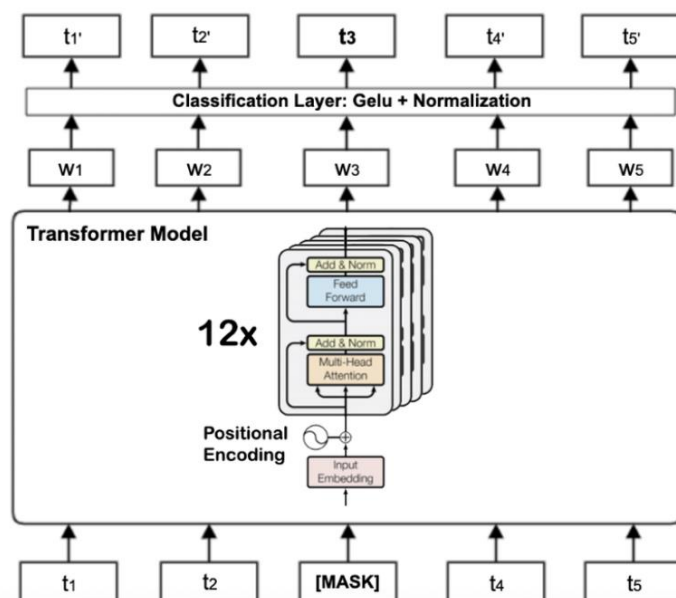 t1' t2' t3 t4' t5'
Classification Layer: Gelu + Normalization
W1 W2 W3 W4 W5
Transformer Model
Add & Norm
Feed
Forward
12x
Add & Norm
Multi-Head
Attention
Positional
Encoding
Input
Embedding
t1 t2 [MASK] t4 t5